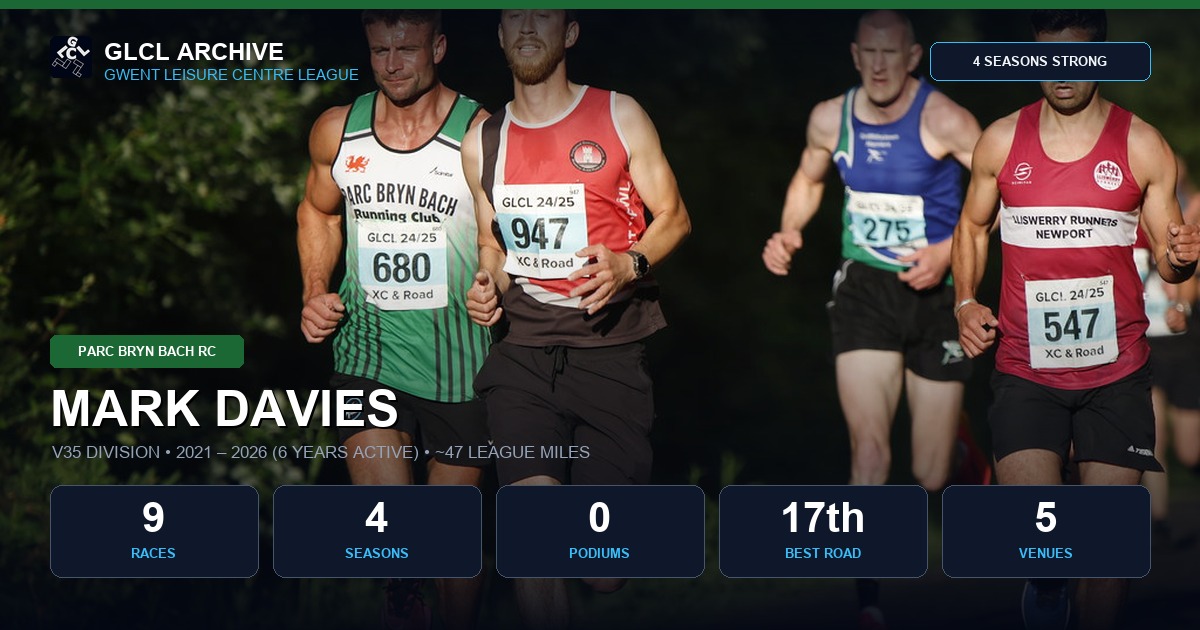 GLCL ARCHIVE
GWENT LEISURE CENTRE LEAGUE
4 SEASONS STRONG
PARC BRYN BACH
Running Club
GLCL 24/25
680
XC & Road
947
GLCL 24/25
947
XC & Road
275
LLISWERRY RUNNERS
NEWPORT
547
GLCL 24/25
547
XC & Road
PARC BRYN BACH RC
MARK DAVIES
V35 DIVISION • 2021 – 2026 (6 YEARS ACTIVE) • ~47 LEAGUE MILES
9
RACES
4
SEASONS
0
PODIUMS
17th
BEST ROAD
5
VENUES